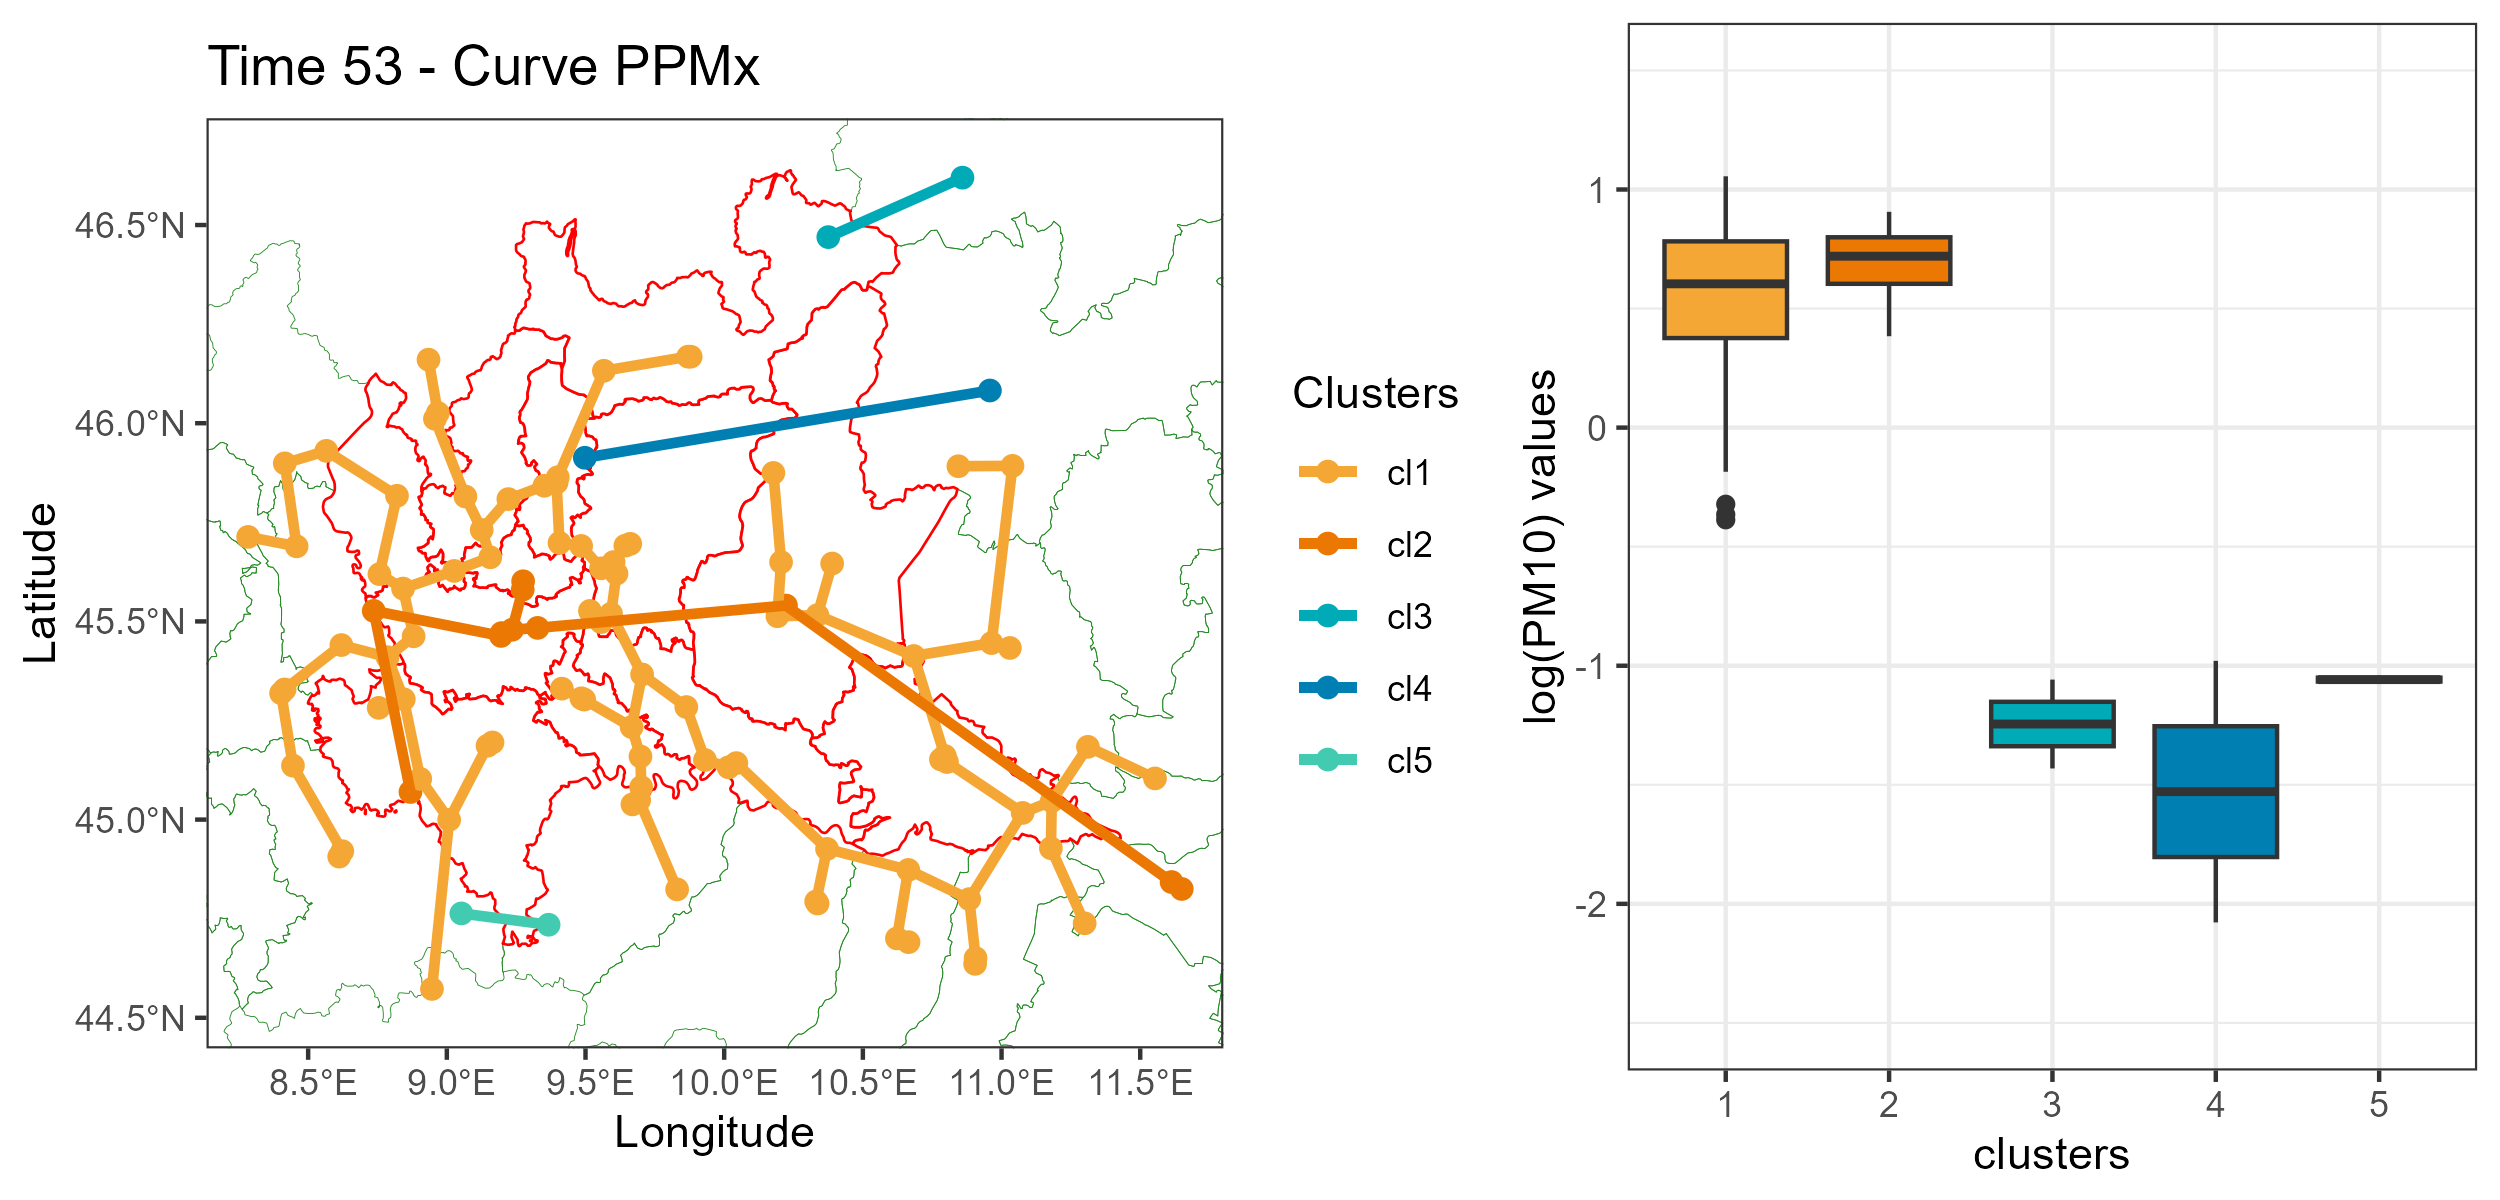 Time 53 - Curve PPMx
Latitude
46.5°N
46.0°N
45.5°N
45.0°N
44.5°N
8.5°E 9.0°E 9.5°E 10.0°E 10.5°E 11.0°E 11.5°E
Longitude
Clusters
cl1
cl2
cl3
cl4
cl5
log(PM10) values
1
0
-1
-2
1 2 3 4 5
clusters